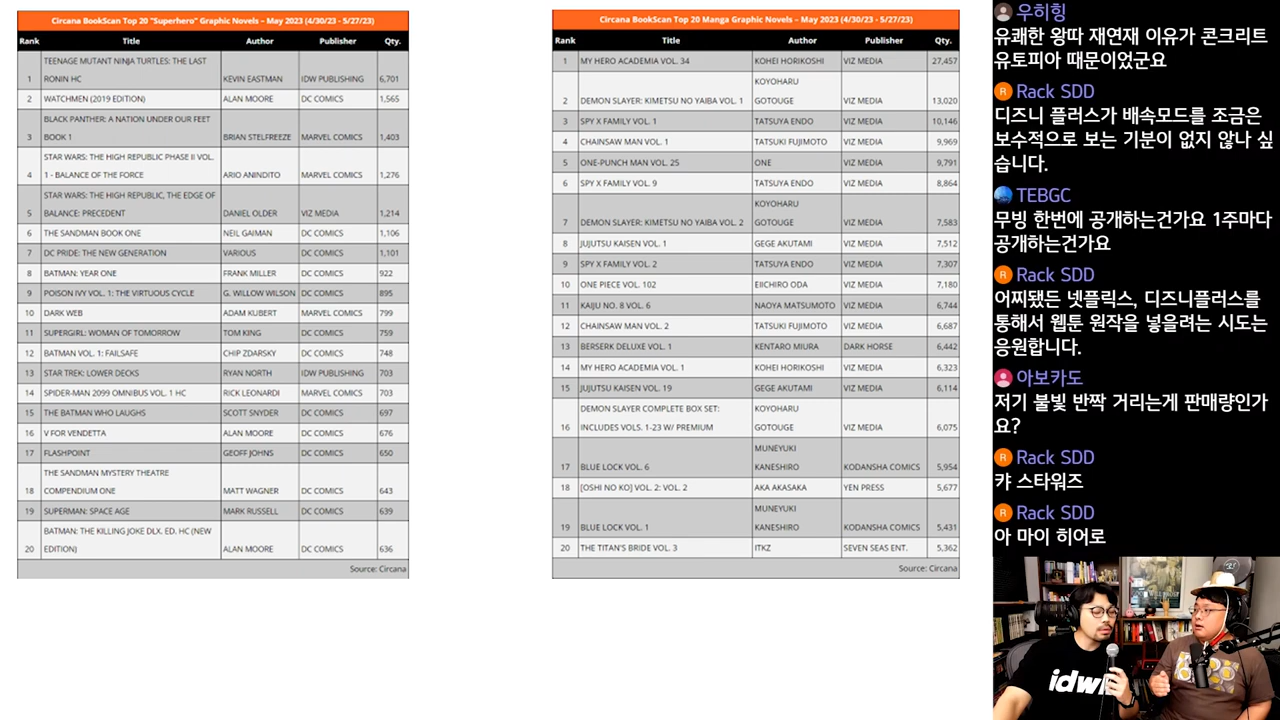 Circana BookScan Top 20 "Superhero" Graphic Novels – May 2023 (4/30/23 - 5/27/23)
Rank Title Author Publisher Qty.
TEENAGE MUTANT NINJA TURTLES: THE LAST
1 RONIN HC KEVIN EASTMAN IDW PUBLISHING 6,701
2 WATCHMEN (2019 EDITION) ALAN MOORE DC COMICS 1,565
BLACK PANTHER: A NATION UNDER OUR FEET
3 BOOK 1 BRIAN STELFREEZE MARVEL COMICS 1,403
STAR WARS: THE HIGH REPUBLIC PHASE II VOL.
4 1 - BALANCE OF THE FORCE ARIO ANINDITO MARVEL COMICS 1,276
STAR WARS: THE HIGH REPUBLIC, THE EDGE OF
5 BALANCE: PRECEDENT DANIEL OLDER VIZ MEDIA 1,214
6 THE SANDMAN BOOK ONE NEIL GAIMAN DC COMICS 1,106
7 DC PRIDE: THE NEW GENERATION VARIOUS DC COMICS 1,101
8 BATMAN: YEAR ONE FRANK MILLER DC COMICS 922
9 POISON IVY VOL. 1: THE VIRTUOUS CYCLE G. WILLOW WILSON DC COMICS 895
10 DARK WEB ADAM KUBERT MARVEL COMICS 799
11 SUPERGIRL: WOMAN OF TOMORROW TOM KING DC COMICS 759
12 BATMAN VOL. 1: FAILSAFE CHIP ZDARSKY DC COMICS 748
13 STAR TREK: LOWER DECKS RYAN NORTH IDW PUBLISHING 703
14 SPIDER-MAN 2099 OMNIBUS VOL. 1 HC RICK LEONARDI MARVEL COMICS 703
15 THE BATMAN WHO LAUGHS SCOTT SNYDER DC COMICS 697
16 V FOR VENDETTA ALAN MOORE DC COMICS 676
17 FLASHPOINT GEOFF JOHNS DC COMICS 650
THE SANDMAN MYSTERY THEATRE
18 COMPENDIUM ONE MATT WAGNER DC COMICS 643
19 SUPERMAN: SPACE AGE MARK RUSSELL DC COMICS 639
BATMAN: THE KILLING JOKE DLX. ED. HC (NEW
20 EDITION) ALAN MOORE DC COMICS 636
Source: Circana
Circana BookScan Top 20 Manga Graphic Novels – May 2023 (4/30/23 - 5/27/23)
Rank Title Author Publisher Qty.
1 MY HERO ACADEMIA VOL. 34 KOHEI HORIKOSHI VIZ MEDIA 27,457
KOYOHARU
2 DEMON SLAYER: KIMETSU NO YAIBA VOL. 1 GOTOUGE VIZ MEDIA 13,020
3 SPY X FAMILY VOL. 1 TATSUYA ENDO VIZ MEDIA 10,146
4 CHAINSAW MAN VOL. 1 TATSUKI FUJIMOTO VIZ MEDIA 9,969
5 ONE-PUNCH MAN VOL. 25 ONE VIZ MEDIA 9,791
6 SPY X FAMILY VOL. 9 TATSUYA ENDO VIZ MEDIA 8,864
KOYOHARU
7 DEMON SLAYER: KIMETSU NO YAIBA VOL. 2 GOTOUGE VIZ MEDIA 7,583
8 JUJUTSU KAISEN VOL. 1 GEGE AKUTAMI VIZ MEDIA 7,512
9 SPY X FAMILY VOL. 2 TATSUYA ENDO VIZ MEDIA 7,307
10 ONE PIECE VOL. 102 EIICHIRO ODA VIZ MEDIA 7,180
11 KAIJU NO. 8 VOL. 6 NAOYA MATSUMOTO VIZ MEDIA 6,744
12 CHAINSAW MAN VOL. 2 TATSUKI FUJIMOTO VIZ MEDIA 6,687
13 BERSERK DELUXE VOL. 1 KENTARO MIURA DARK HORSE 6,442
14 MY HERO ACADEMIA VOL. 1 KOHEI HORIKOSHI VIZ MEDIA 6,323
15 JUJUTSU KAISEN VOL. 19 GEGE AKUTAMI VIZ MEDIA 6,114
DEMON SLAYER COMPLETE BOX SET: KOYOHARU
16 INCLUDES VOLS. 1-23 W/ PREMIUM GOTOUGE VIZ MEDIA 6,075
MUNEYUKI
17 BLUE LOCK VOL. 6 KANESHIRO KODANSHA COMICS 5,954
18 [OSHI NO KO] VOL. 2: VOL. 2 AKA AKASAKA YEN PRESS 5,677
MUNEYUKI
19 BLUE LOCK VOL. 1 KANESHIRO KODANSHA COMICS 5,431
20 THE TITAN'S BRIDE VOL. 3 ITKZ SEVEN SEAS ENT. 5,362
Source: Circana
우히힝
유쾌한 왕따 재연재 이유가 콘크리트
유토피아 때문이었군요
R Rack SDD
디즈니 플러스가 배속모드를 조금은
보수적으로 보는 기분이 없지 않나 싶
습니다.
TEBGC
무빙 한번에 공개하는건가요 1주마다
공개하는건가요
R Rack SDD
어찌됐든 넷플릭스, 디즈니플러스를
통해서 웹툰 원작을 넣을려는 시도는
응원합니다.
아보카도
저기 불빛 반짝 거리는게 판매량인가
요?
R Rack SDD
캬 스타워즈
R Rack SDD
아 마이 히어로